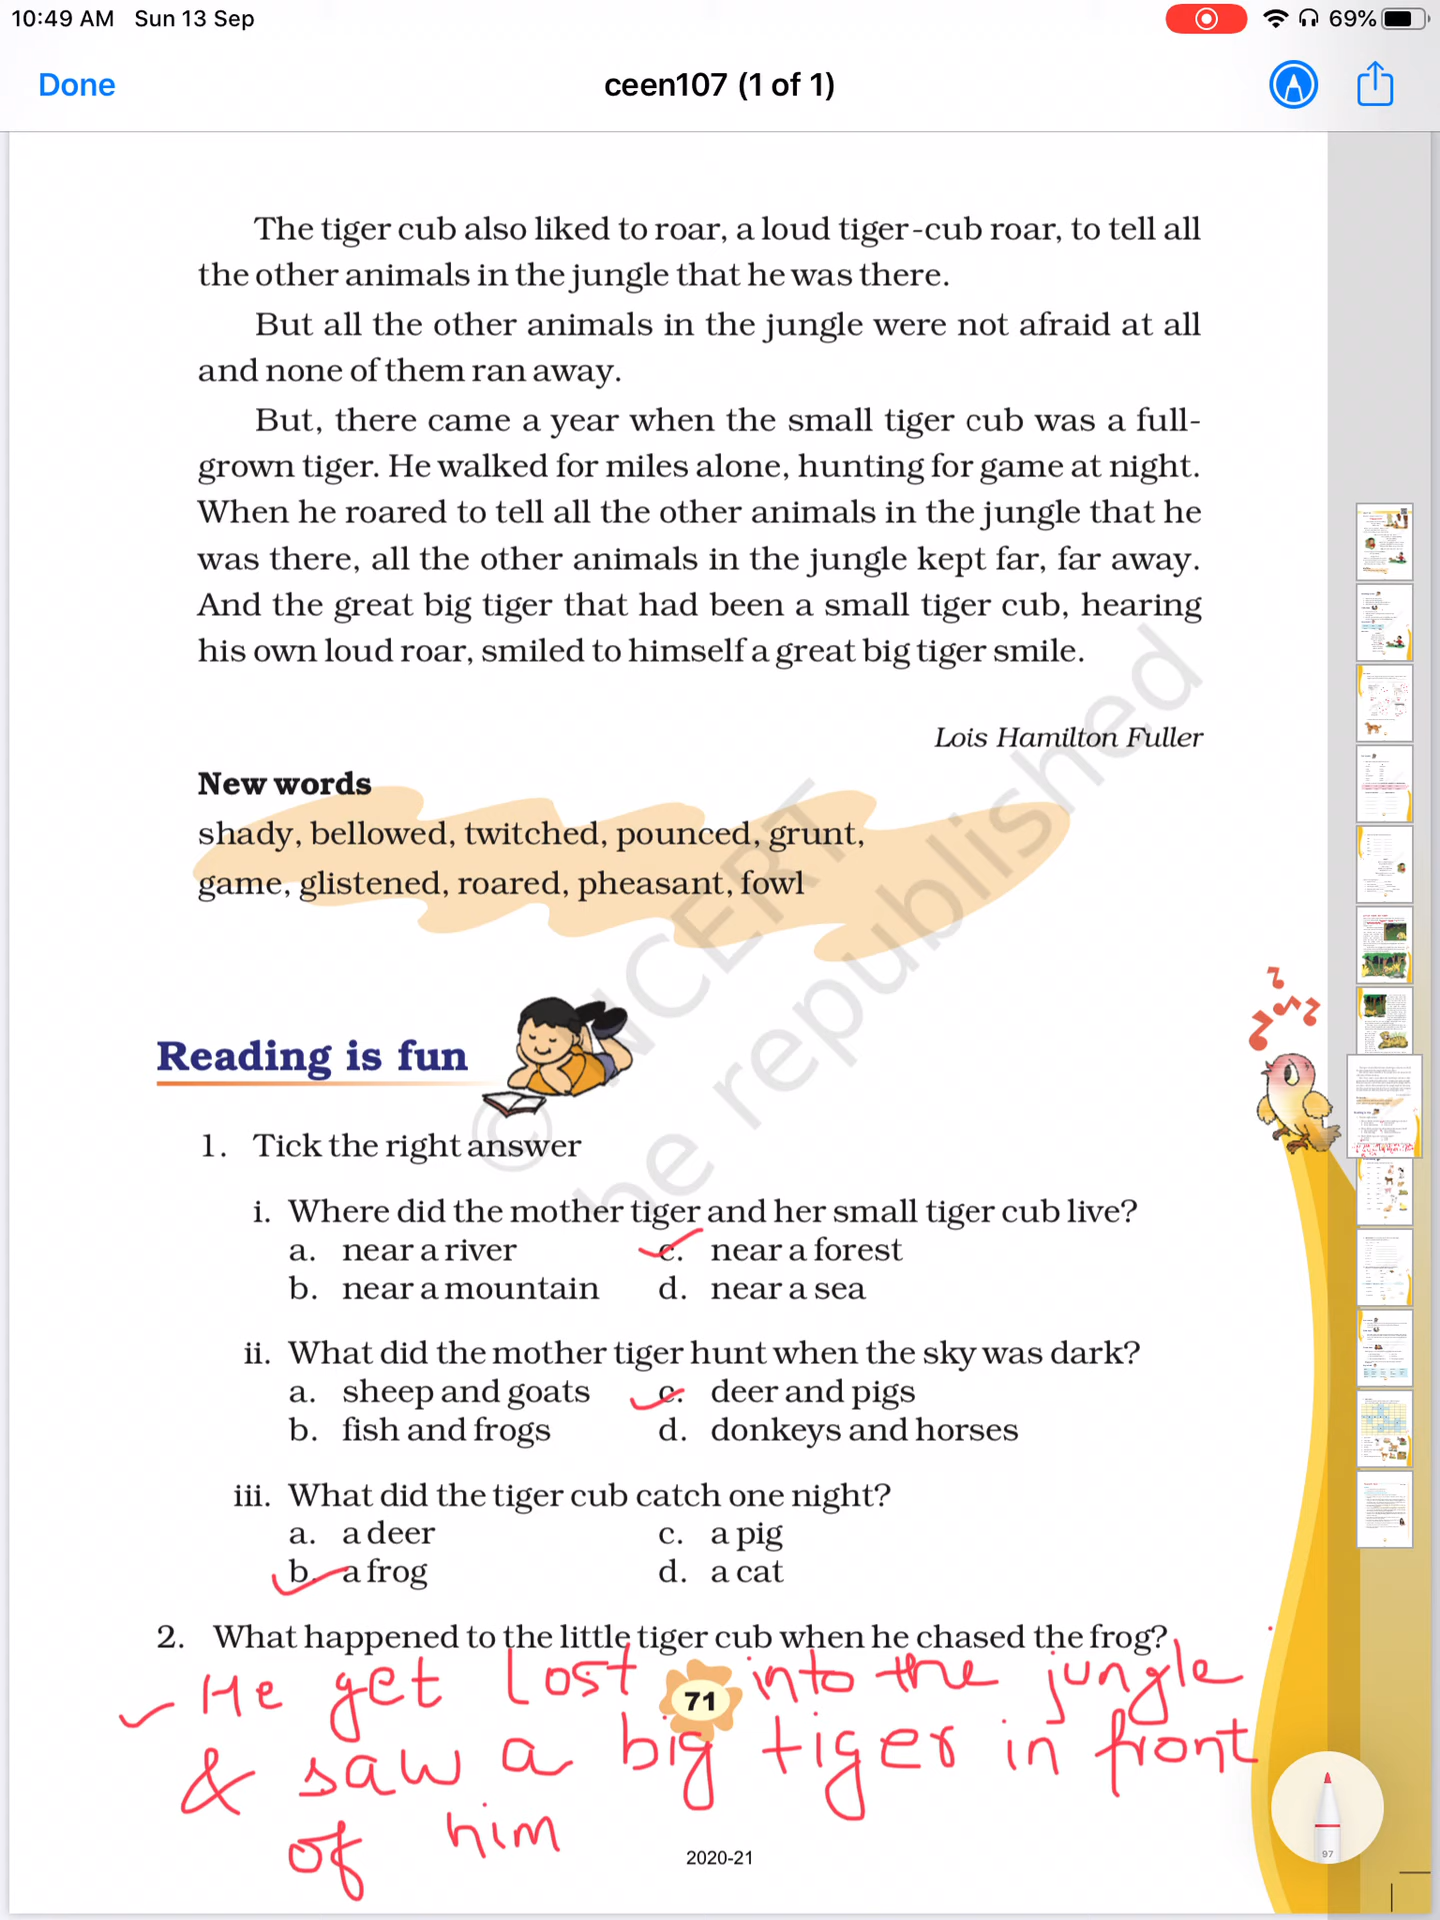 10:49 AM Sun 13 Sep 69%
Done ceen107 (1 of 1)
The tiger cub also liked to roar, a loud tiger-cub roar, to tell all
the other animals in the jungle that he was there.
But all the other animals in the jungle were not afraid at all
and none of them ran away.
But, there came a year when the small tiger cub was a full-
grown tiger. He walked for miles alone, hunting for game at night.
When he roared to tell all the other animals in the jungle that he
was there, all the other animals in the jungle kept far, far away.
And the great big tiger that had been a small tiger cub, hearing
his own loud roar, smiled to himself a great big tiger smile.
Lois Hamilton Fuller
New words
shady, bellowed, twitched, pounced, grunt,
game, glistened, roared, pheasant, fowl
© NCERT
be republished
Reading is fun
1. Tick the right answer
i. Where did the mother tiger and her small tiger cub live?
a. near a river c. near a forest
b. near a mountain d. near a sea
ii. What did the mother tiger hunt when the sky was dark?
a. sheep and goats c. deer and pigs
b. fish and frogs d. donkeys and horses
iii. What did the tiger cub catch one night?
a. a deer c. a pig
b. a frog d. a cat
2. What happened to the little tiger cub when he chased the frog?
He get lost into the jungle
71
& saw a big tiger in front
of him
2020-21
97